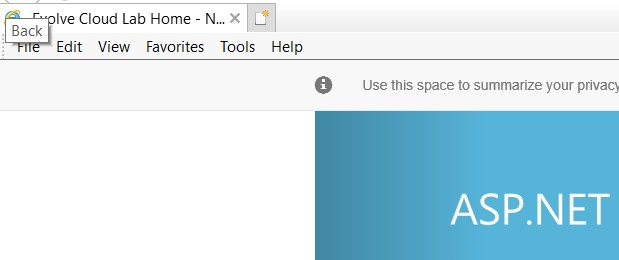 Evolve Cloud Lab Home - N...
Back
File Edit View Favorites Tools Help
Use this space to summarize your privacy
ASP.NET